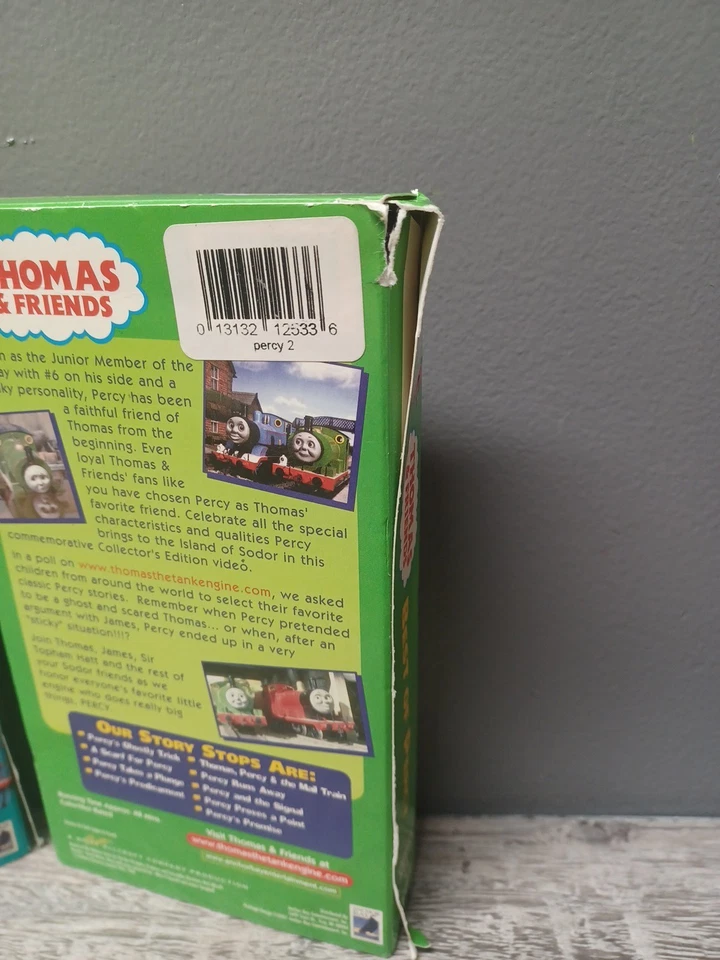 HOMAS
& FRIENDS
0 13132 12533 6
percy 2
n as the Junior Member of the
ay with #6 on his side and a
ky personality, Percy has been
a faithful friend of
Thomas from the
beginning. Even
loyal Thomas &
Friends' fans like
you have chosen Percy as Thomas'
favorite friend. Celebrate all the special
characteristics and qualities Percy
brings to the Island of Sodor in this
commemorative Collector's Edition video.
In a poll on www.thomasthetankengine.com, we asked
children from around the world to select their favorite
classic Percy stories. Remember when Percy pretended
to be a ghost and scared Thomas... or when, after an
argument with James, Percy ended up in a very
"sticky" situation!!!?
Join Thomas, James, Sir
Topham Hatt and the rest of
your Sodor friends as we
honor everyone's favorite little
engine who does really big
things, PERCY
OUR STORY STOPS ARE:
Percy's Ghostly Trick
A Scarf For Percy
Percy Takes a Plunge
Percy's Predicament
Thomas, Percy & the Mail Train
Percy Runs Away
Percy and the Signal
Percy Proves a Point
Percy's Promise
Visit Thomas & Friends at
www.thomasthetankengine.com
www.anchorbayentertainment.com
THOMAS